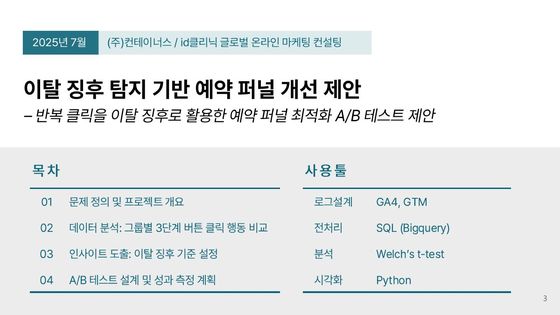 2025년 7월
(주)컨테이너스 / id클리닉 글로벌 온라인 마케팅 컨설팅
이탈 징후 탐지 기반 예약 퍼널 개선 제안
– 반복 클릭을 이탈 징후로 활용한 예약 퍼널 최적화 A/B 테스트 제안
목차
01 문제 정의 및 프로젝트 개요
02 데이터 분석: 그룹별 3단계 버튼 클릭 행동 비교
03 인사이트 도출: 이탈 징후 기준 설정
04 A/B 테스트 설계 및 성과 측정 계획
사용툴
로그설계 GA4, GTM
전처리 SQL (Bigquery)
분석 Welch's t-test
시각화 Python
3